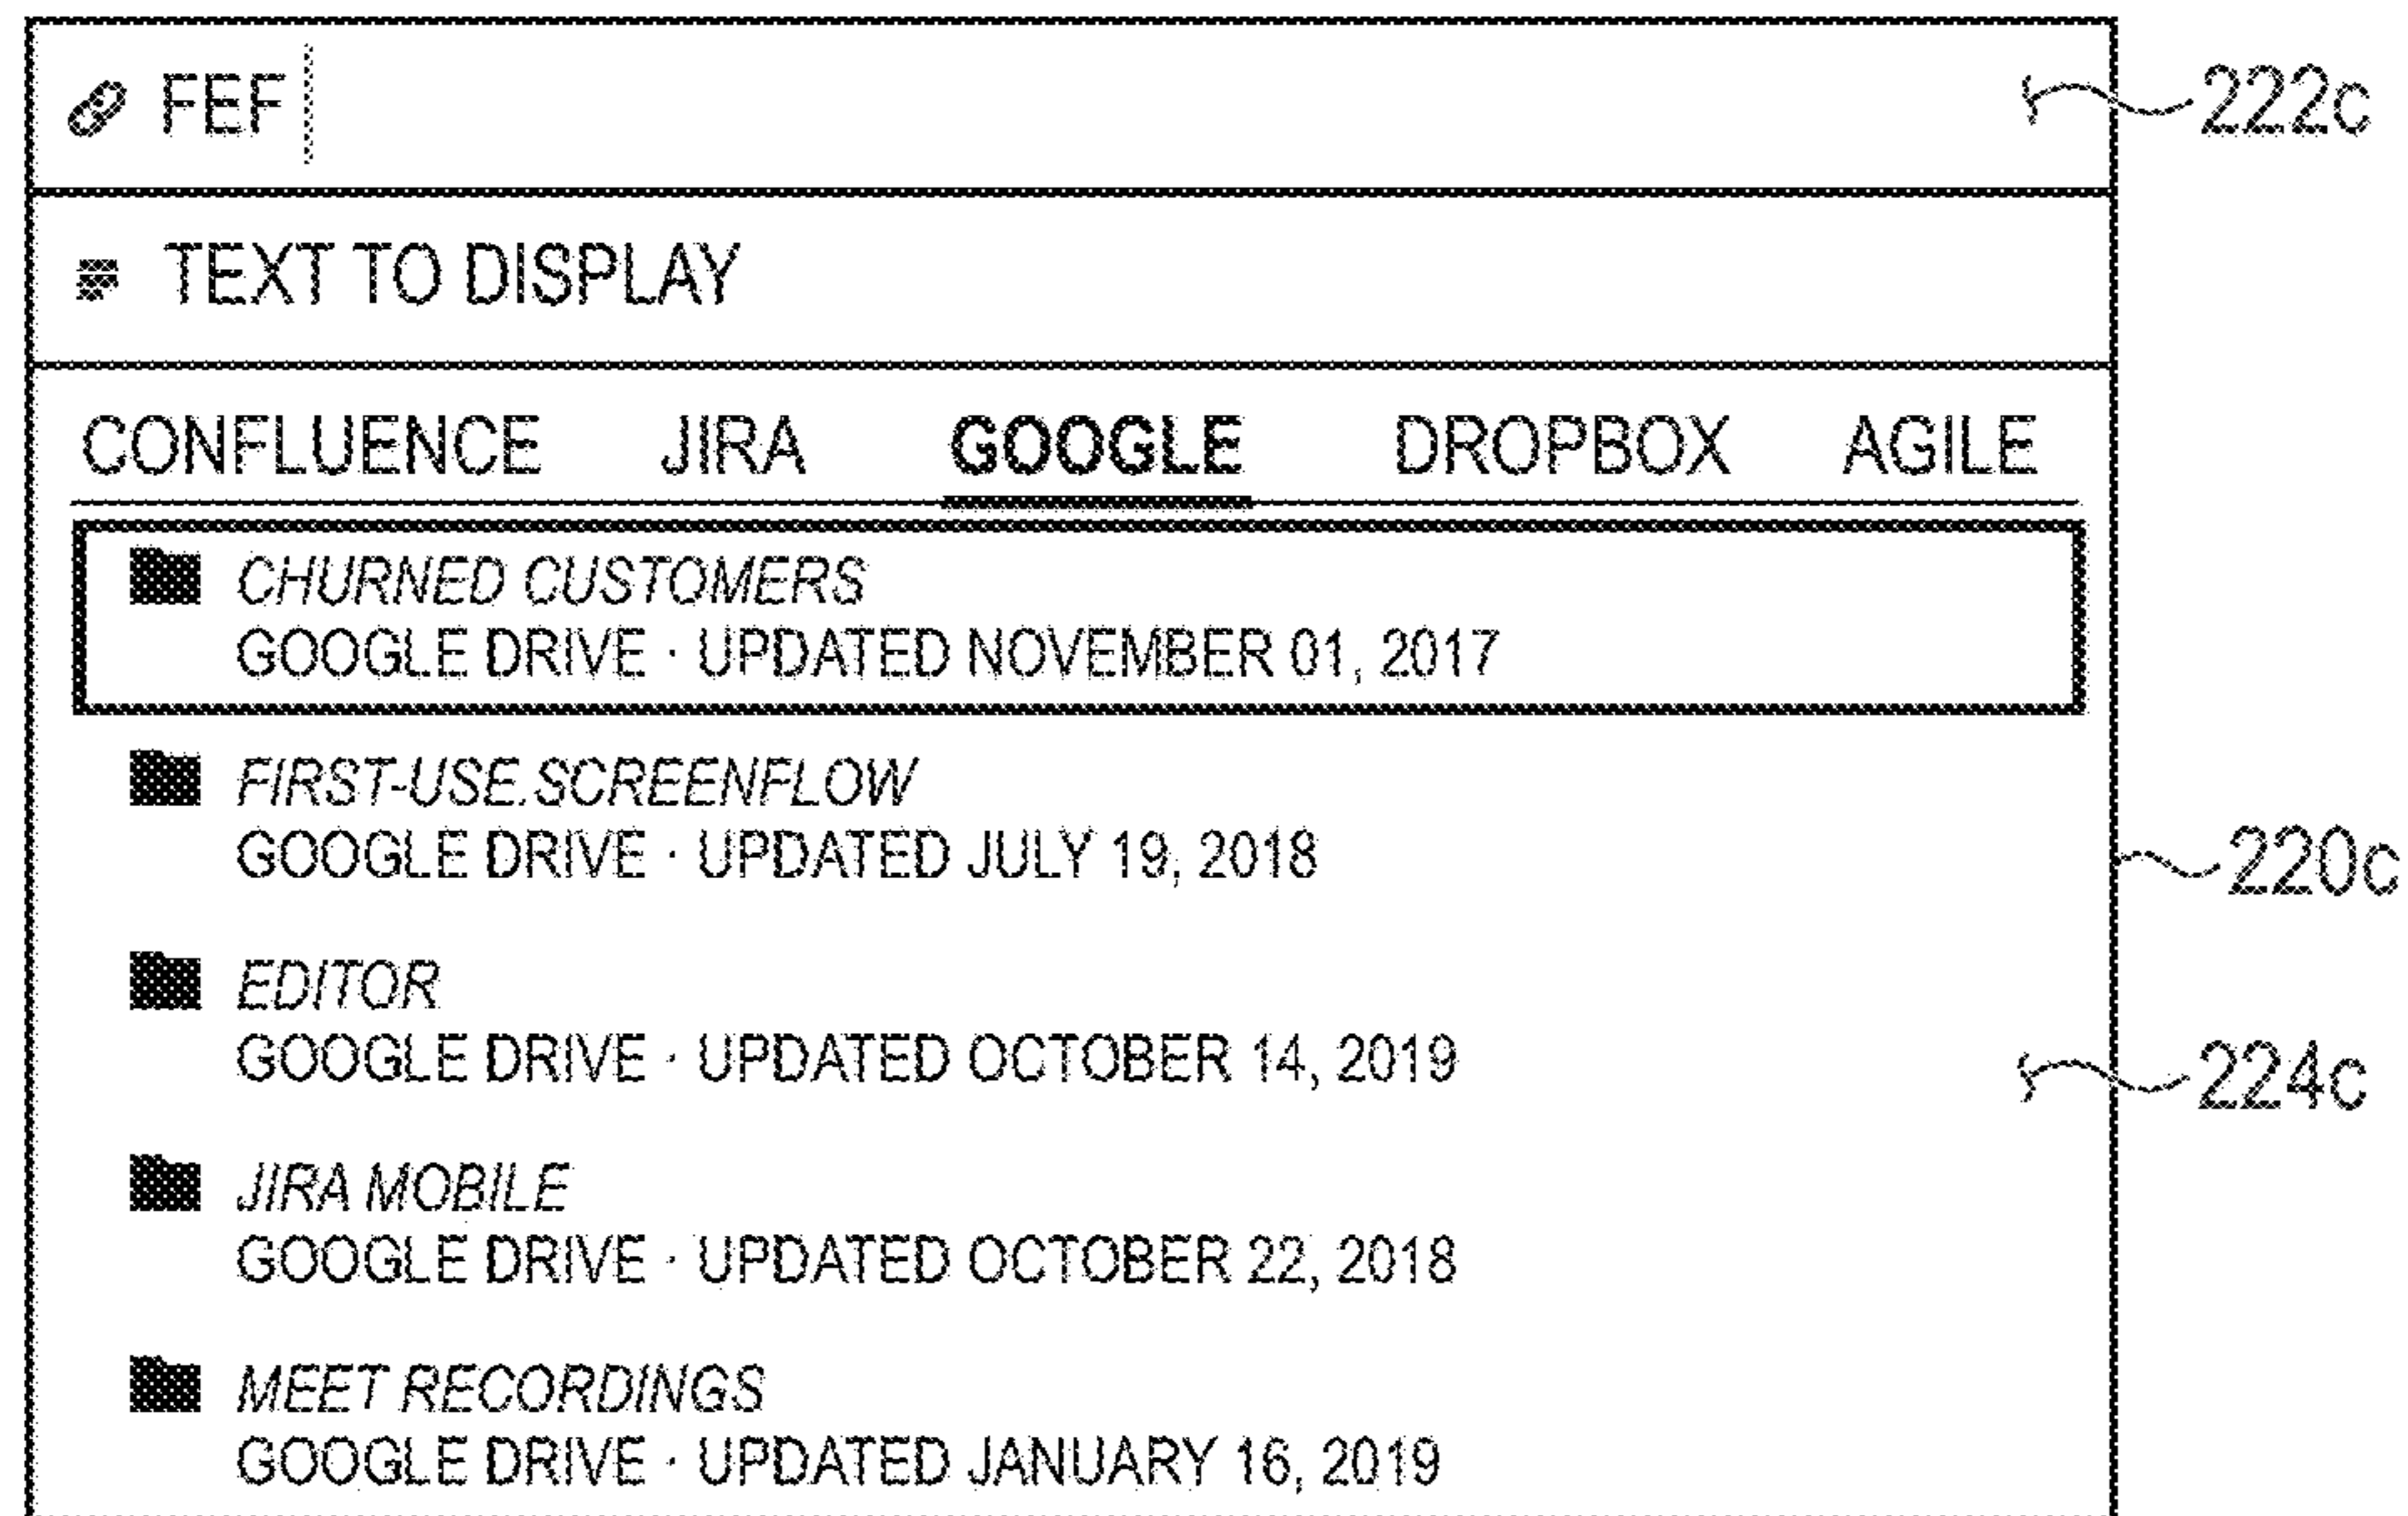 FEF
222c
TEXT TO DISPLAY
CONFLUENCE JIRA GOOGLE DROPBOX AGILE
CHURNED CUSTOMERS
GOOGLE DRIVE · UPDATED NOVEMBER 01, 2017
FIRST-USE.SCREENFLOW
GOOGLE DRIVE · UPDATED JULY 19, 2018
220c
EDITOR
GOOGLE DRIVE · UPDATED OCTOBER 14, 2019
224c
JIRA MOBILE
GOOGLE DRIVE · UPDATED OCTOBER 22, 2018
MEET RECORDINGS
GOOGLE DRIVE · UPDATED JANUARY 16, 2019